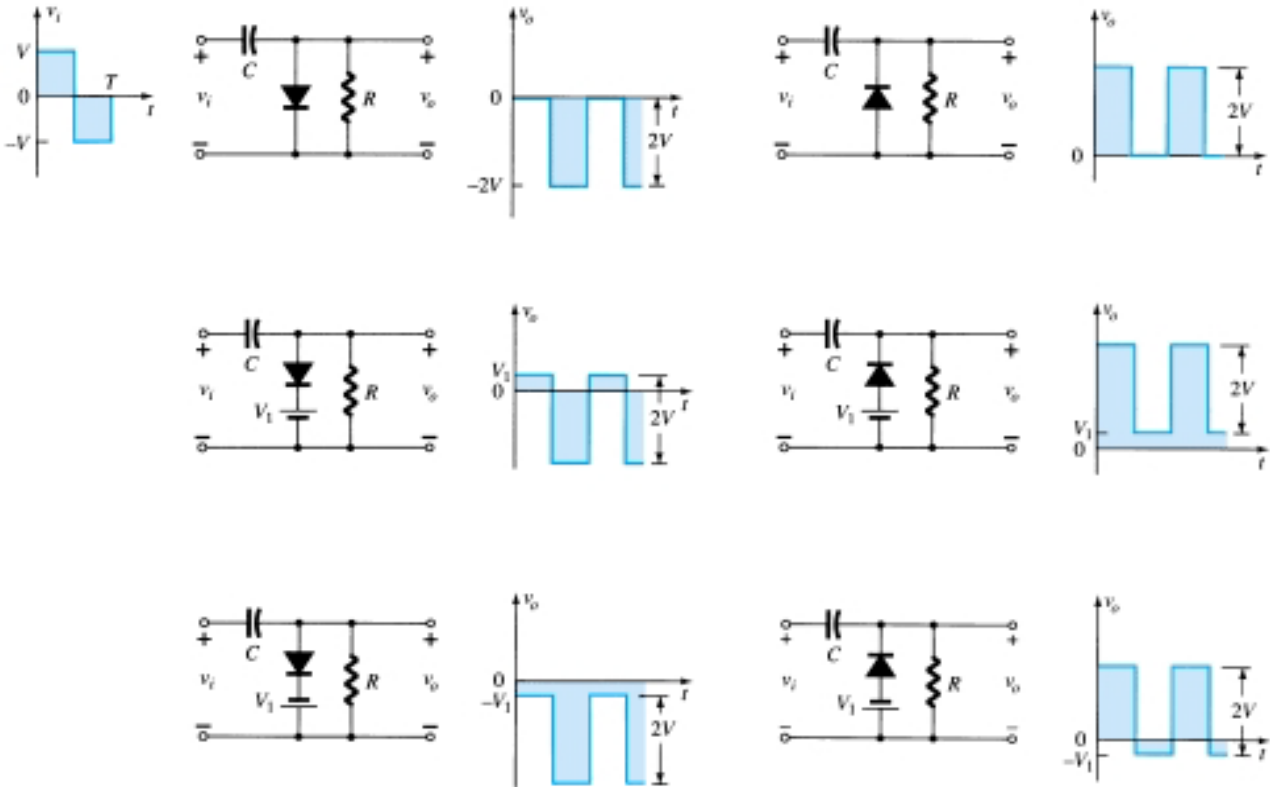 v_i
V
0
-V
T
t
+
C
v_i
R
+
v_o
−
−
v_o
0
-2V
t
2V
+
C
v_i
R
+
v_o
−
−
v_o
0
2V
t
+
C
v_i
V_1
R
+
v_o
−
−
v_o
V_1
0
t
2V
+
C
v_i
V_1
R
+
v_o
−
−
v_o
V_1
0
2V
t
+
C
v_i
V_1
R
+
v_o
−
−
v_o
0
-V_1
t
2V
+
C
v_i
V_1
R
+
v_o
−
−
v_o
0
-V_1
2V
t